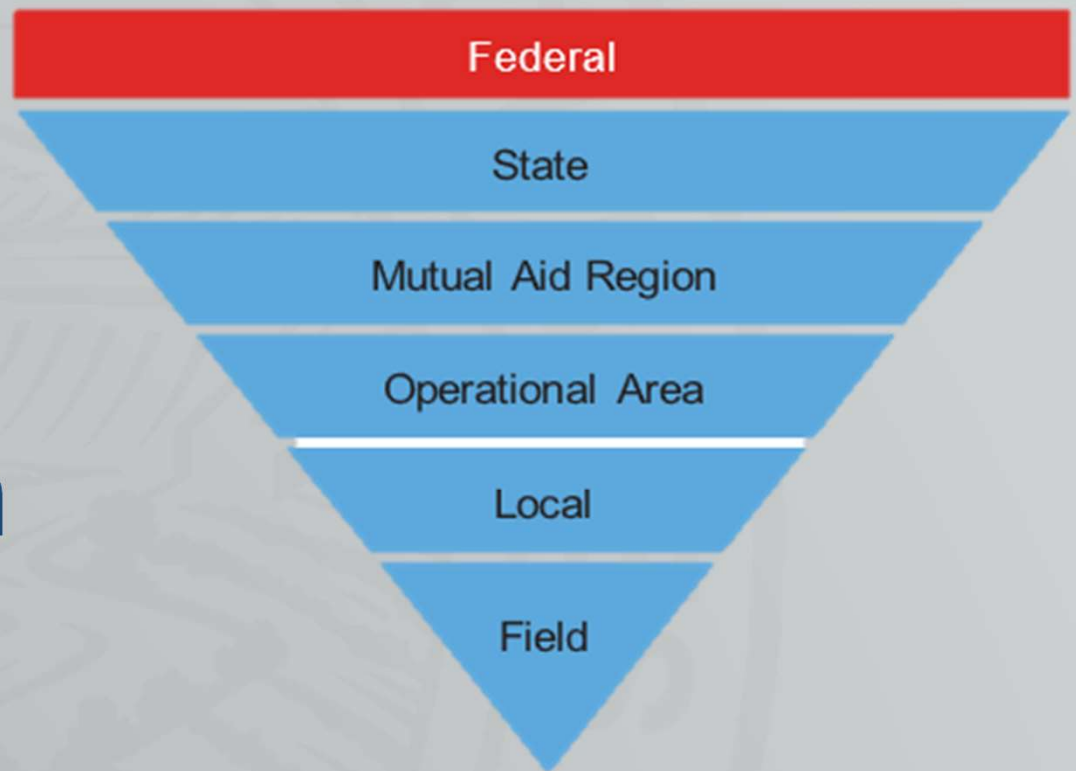 Federal
State
Mutual Aid Region
Operational Area
Local
Field